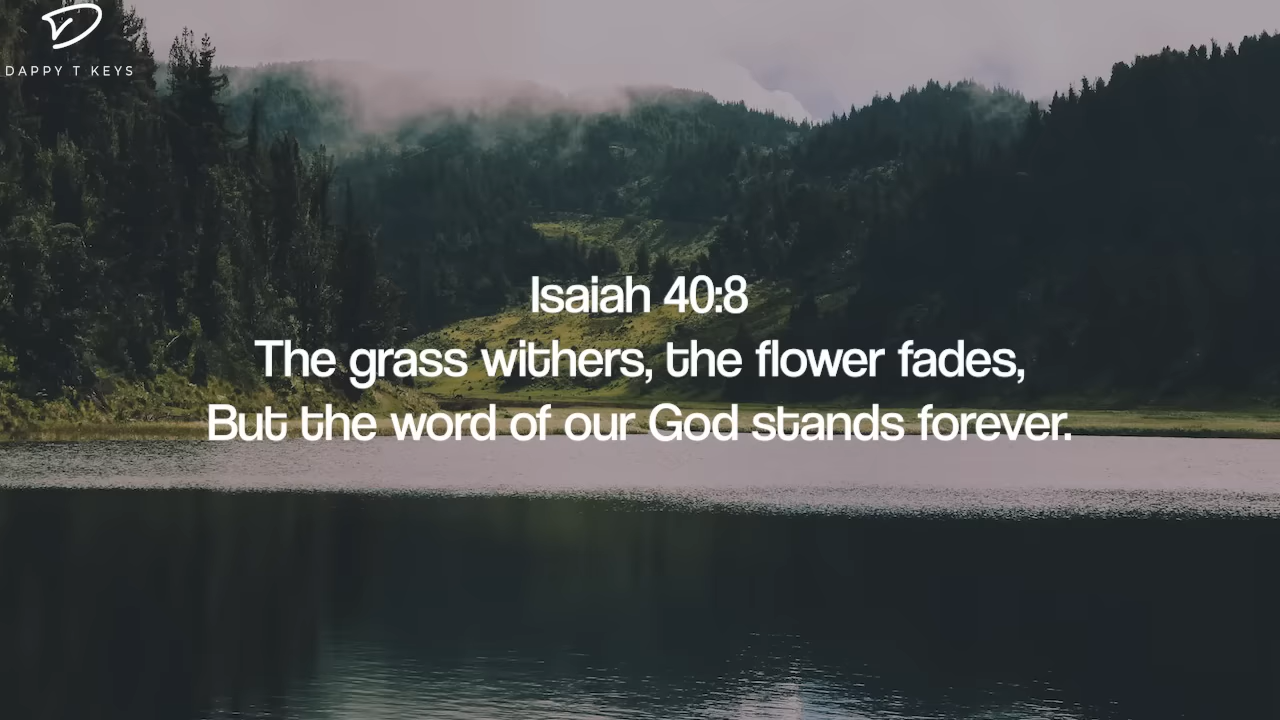 DAPPY T KEYS
Isaiah 40:8
The grass withers, the flower fades,
But the word of our God stands forever.